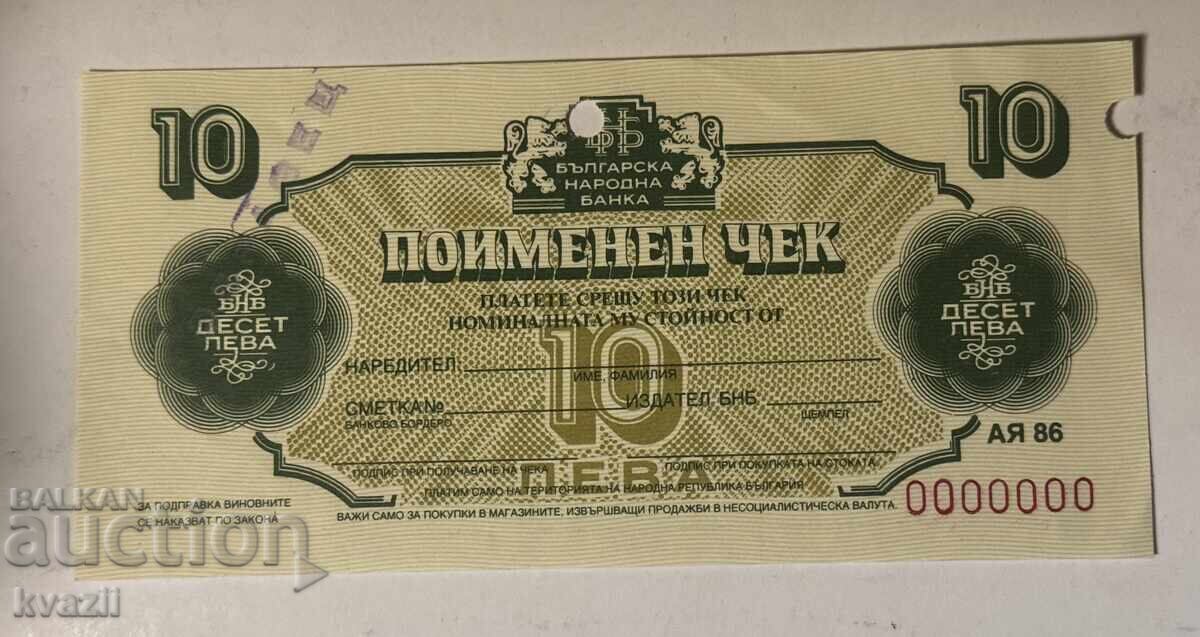 10
БНБ
10
БЪЛГАРСКА
НАРОДНА
БАНКА
ПОИМЕНЕН ЧЕК
ПЛАТЕТЕ СРЕЩУ ТОЗИ ЧЕК
НОМИНАЛНАТА МУ СТОЙНОСТ ОТ
БНБ
ДЕСЕТ
ЛЕВА
БНБ
ДЕСЕТ
ЛЕВА
10
НАРЕДИТЕЛ
ИМЕ, ФАМИЛИЯ
СМЕТКА № ИЗДАТЕЛ БНБ
БАНКОВО БОРДЕРО ЩЕМПЕЛ
АЯ 86
ПОДПИС ПРИ ПОЛУЧАВАНЕ НА ЧЕКА ПОДПИС ПРИ ПОКУПКАТА НА СТОКАТА
ЛЕВА
ПЛАТИМ САМО НА ТЕРИТОРИЯТА НА НАРОДНА РЕПУБЛИКА БЪЛГАРИЯ
ЗА ПОДПРАВКА ВИНОВНИТЕ
СЕ НАКАЗВАТ ПО ЗАКОНА
ВАЖИ САМО ЗА ПОКУПКИ В МАГАЗИНИТЕ, ИЗВЪРШВАЩИ ПРОДАЖБИ В НЕСОЦИАЛИСТИЧЕСКА ВАЛУТА.
0000000
BALKAN
auction
kvazii